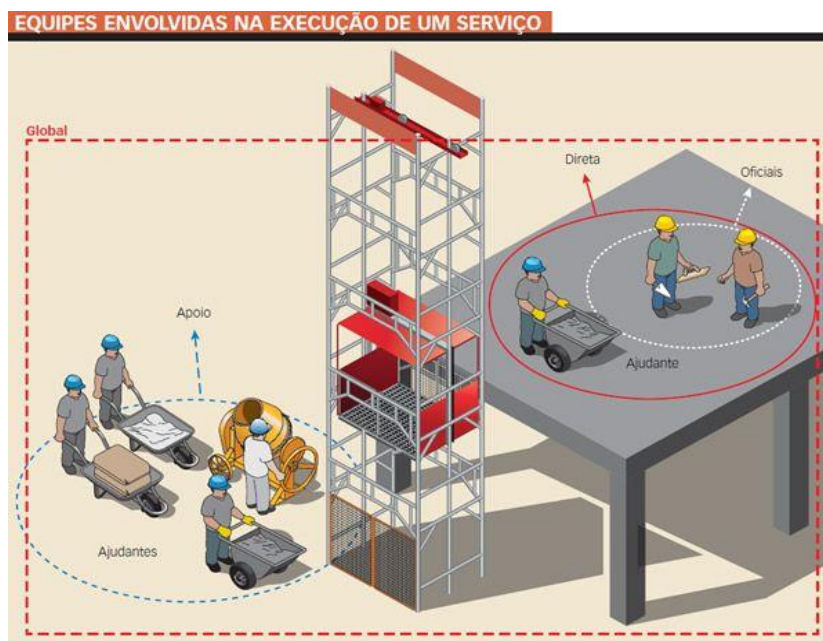 EQUIPES ENVOLVIDAS NA EXECUÇÃO DE UM SERVIÇO
Global
Direta
Oficiais
Apoio
Ajudante
Ajudantes